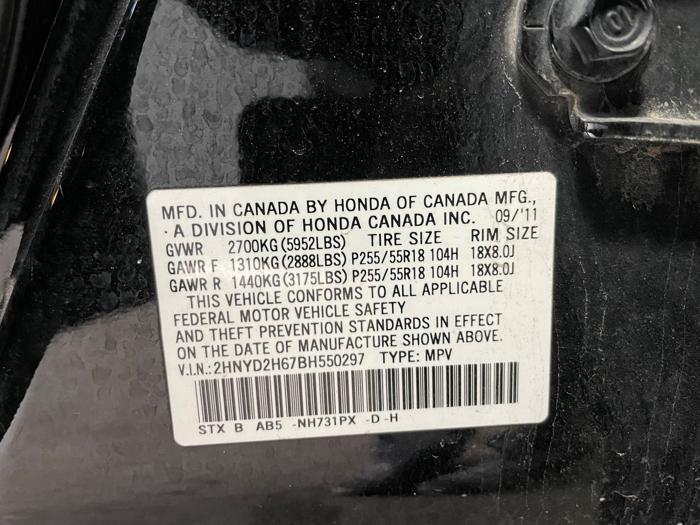 MFD. IN CANADA BY HONDA OF CANADA MFG.,
A DIVISION OF HONDA CANADA INC. 09/'11
GVWR 2700KG(5952LBS) TIRE SIZE RIM SIZE
GAWR F 1310KG(2888LBS) P255/55R18 104H 18X8.0J
GAWR R 1440KG(3175LBS) P255/55R18 104H 18X8.0J
THIS VEHICLE CONFORMS TO ALL APPLICABLE
FEDERAL MOTOR VEHICLE SAFETY
AND THEFT PREVENTION STANDARDS IN EFFECT
ON THE DATE OF MANUFACTURE SHOWN ABOVE.
V.I.N.:2HNYD2H67BH550297 TYPE: MPV
STX B AB5 -NH731PX -D-H